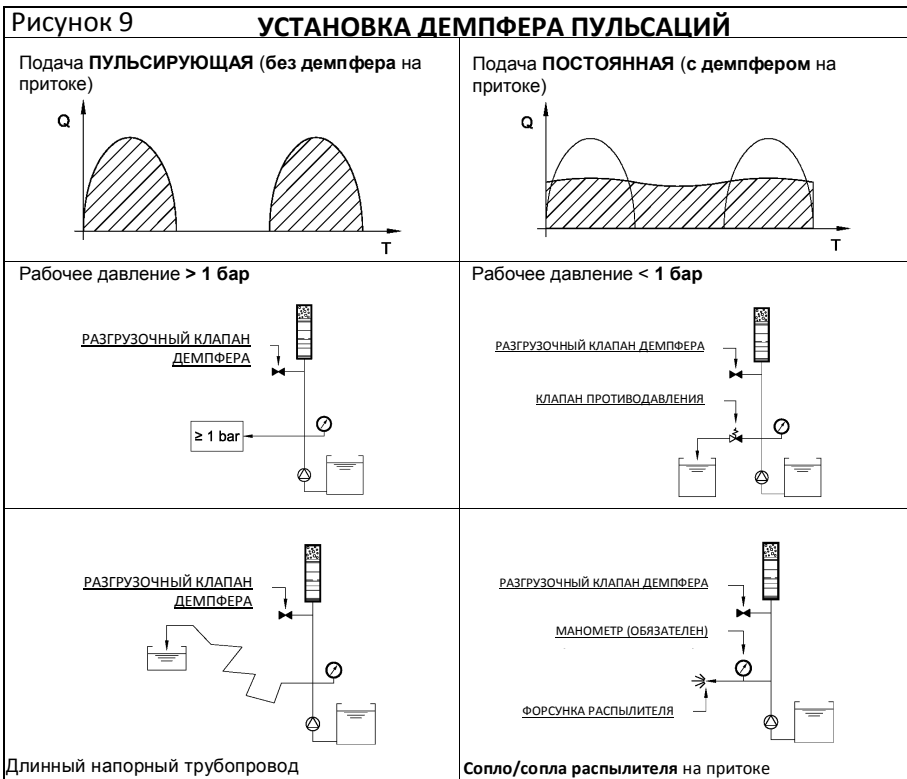 Рисунок 9
УСТАНОВКА ДЕМПФЕРА ПУЛЬСАЦИЙ
Подача ПУЛЬСИРУЮЩАЯ (без демпфера на
притоке)
Q
T
Подача ПОСТОЯННАЯ (с демпфером на
притоке)
Q
T
Рабочее давление > 1 бар
РАЗГРУЗОЧНЫЙ КЛАПАН
ДЕМПФЕРА
≥ 1 bar
Рабочее давление < 1 бар
РАЗГРУЗОЧНЫЙ КЛАПАН ДЕМПФЕРА
КЛАПАН ПРОТИВОДАВЛЕНИЯ
РАЗГРУЗОЧНЫЙ КЛАПАН
ДЕМПФЕРА
Длинный напорный трубопровод
РАЗГРУЗОЧНЫЙ КЛАПАН ДЕМПФЕРА
МАНОМЕТР (ОБЯЗАТЕЛЕН)
ФОРСУНКА РАСПЫЛИТЕЛЯ
Сопло/сопла распылителя на притоке